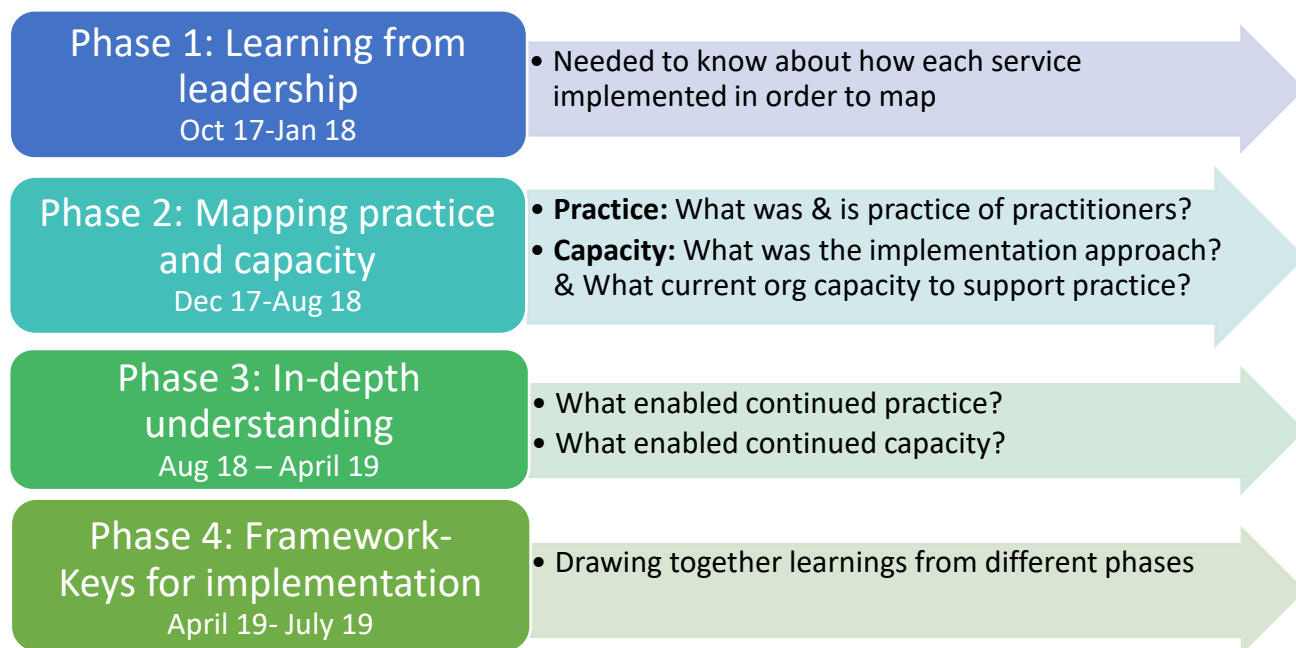 Phase 1: Learning from
leadership
Oct 17-Jan 18
• Needed to know about how each service
implemented in order to map
Phase 2: Mapping practice
and capacity
Dec 17-Aug 18
• Practice: What was & is practice of practitioners?
• Capacity: What was the implementation approach?
& What current org capacity to support practice?
Phase 3: In-depth
understanding
Aug 18 – April 19
• What enabled continued practice?
• What enabled continued capacity?
Phase 4: Framework-
Keys for implementation
April 19- July 19
• Drawing together learnings from different phases